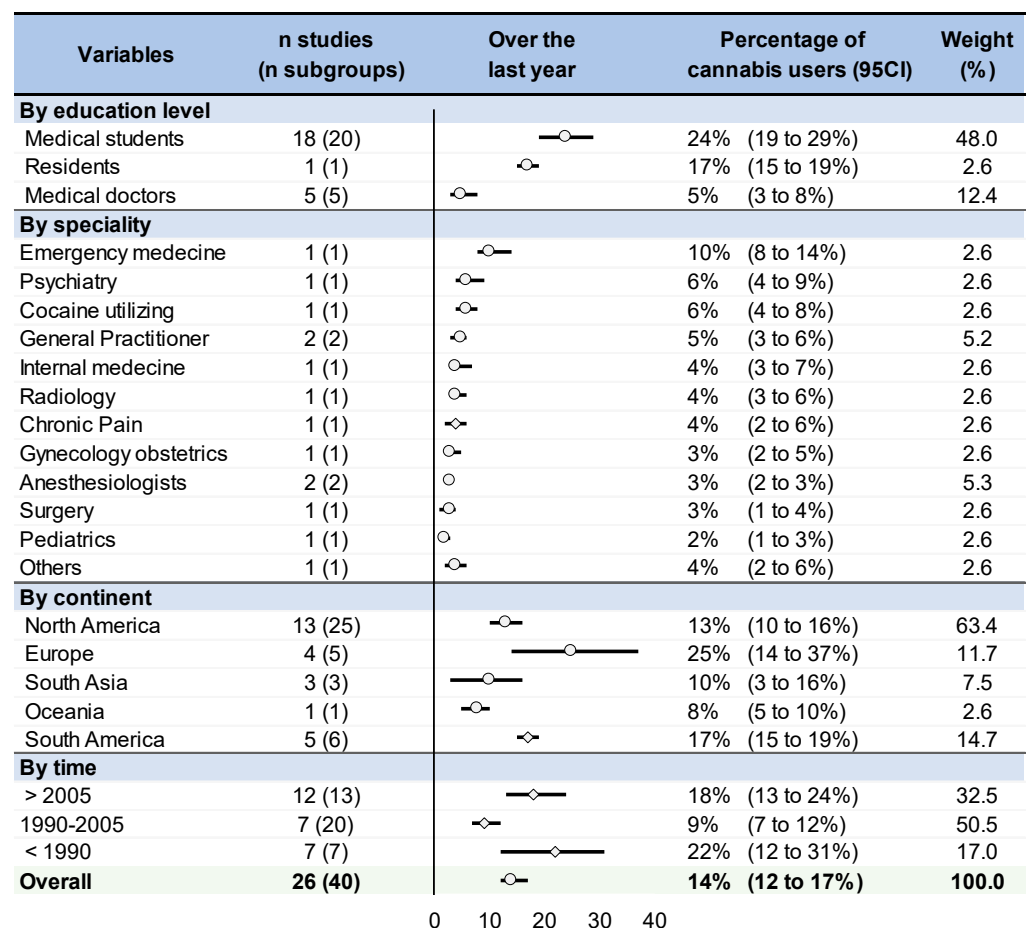 Variables n studies (n subgroups) Over the last year Percentage of cannabis users (95CI) Weight (%)
By education level
Medical students 18 (20) 24% (19 to 29%) 48.0
Residents 1 (1) 17% (15 to 19%) 2.6
Medical doctors 5 (5) 5% (3 to 8%) 12.4
By speciality
Emergency medecine 1 (1) 10% (8 to 14%) 2.6
Psychiatry 1 (1) 6% (4 to 9%) 2.6
Cocaine utilizing 1 (1) 6% (4 to 8%) 2.6
General Practitioner 2 (2) 5% (3 to 6%) 5.2
Internal medecine 1 (1) 4% (3 to 7%) 2.6
Radiology 1 (1) 4% (3 to 6%) 2.6
Chronic Pain 1 (1) 4% (2 to 6%) 2.6
Gynecology obstetrics 1 (1) 3% (2 to 5%) 2.6
Anesthesiologists 2 (2) 3% (2 to 3%) 5.3
Surgery 1 (1) 3% (1 to 4%) 2.6
Pediatrics 1 (1) 2% (1 to 3%) 2.6
Others 1 (1) 4% (2 to 6%) 2.6
By continent
North America 13 (25) 13% (10 to 16%) 63.4
Europe 4 (5) 25% (14 to 37%) 11.7
South Asia 3 (3) 10% (3 to 16%) 7.5
Oceania 1 (1) 8% (5 to 10%) 2.6
South America 5 (6) 17% (15 to 19%) 14.7
By time
> 2005 12 (13) 18% (13 to 24%) 32.5
1990-2005 7 (20) 9% (7 to 12%) 50.5
< 1990 7 (7) 22% (12 to 31%) 17.0
Overall 26 (40) 14% (12 to 17%) 100.0
0 10 20 30 40